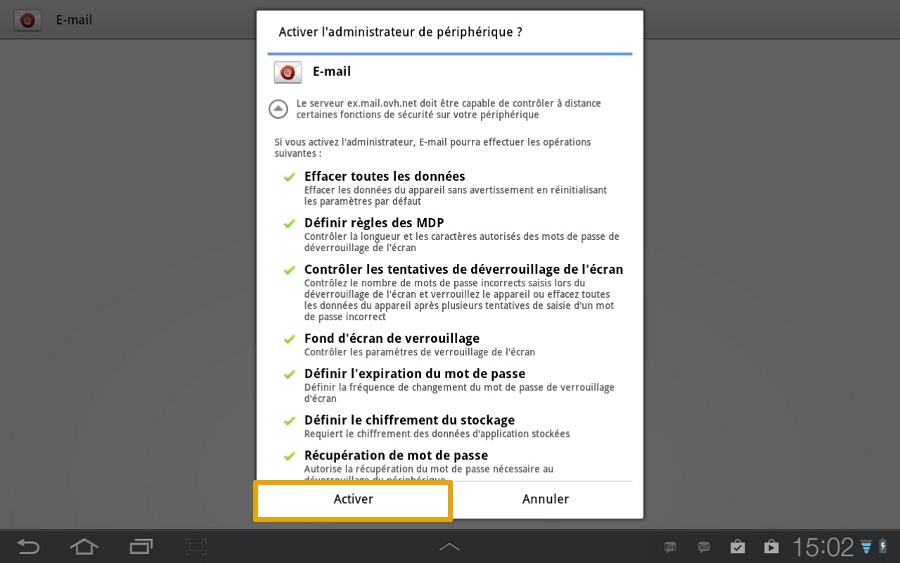 E-mail
Activer l'administrateur de périphérique ?
E-mail
Le serveur ex.mail.ovh.net doit être capable de contrôler à distance
certaines fonctions de sécurité sur votre périphérique
Si vous activez l'administrateur, E-mail pourra effectuer les opérations
suivantes :
Effacer toutes les données
Effacer les données du appareil sans avertissement en réinitialisant
les paramètres par défaut
Définir règles des MDP
Contrôler la longueur et les caractères autorisés des mots de passe de
déverrouillage de l'écran
Contrôler les tentatives de déverrouillage de l'écran
Contrôlez le nombre de mots de passe incorrects saisis lors du
déverrouillage de l'écran et verrouillez le appareil ou effacez toutes
les données du appareil après plusieurs tentatives de saisie d'un mot
de passe incorrect
Fond d'écran de verrouillage
Contrôler les paramètres de verrouillage de l'écran
Définir l'expiration du mot de passe
Définir la fréquence de changement du mot de passe de verrouillage
d'écran
Définir le chiffrement du stockage
Requiert le chiffrement des données d'application stockées
Récupération de mot de passe
Autorise la récupération du mot de passe nécessaire au
déverrouillage du périphérique
Activer
Annuler
15:02